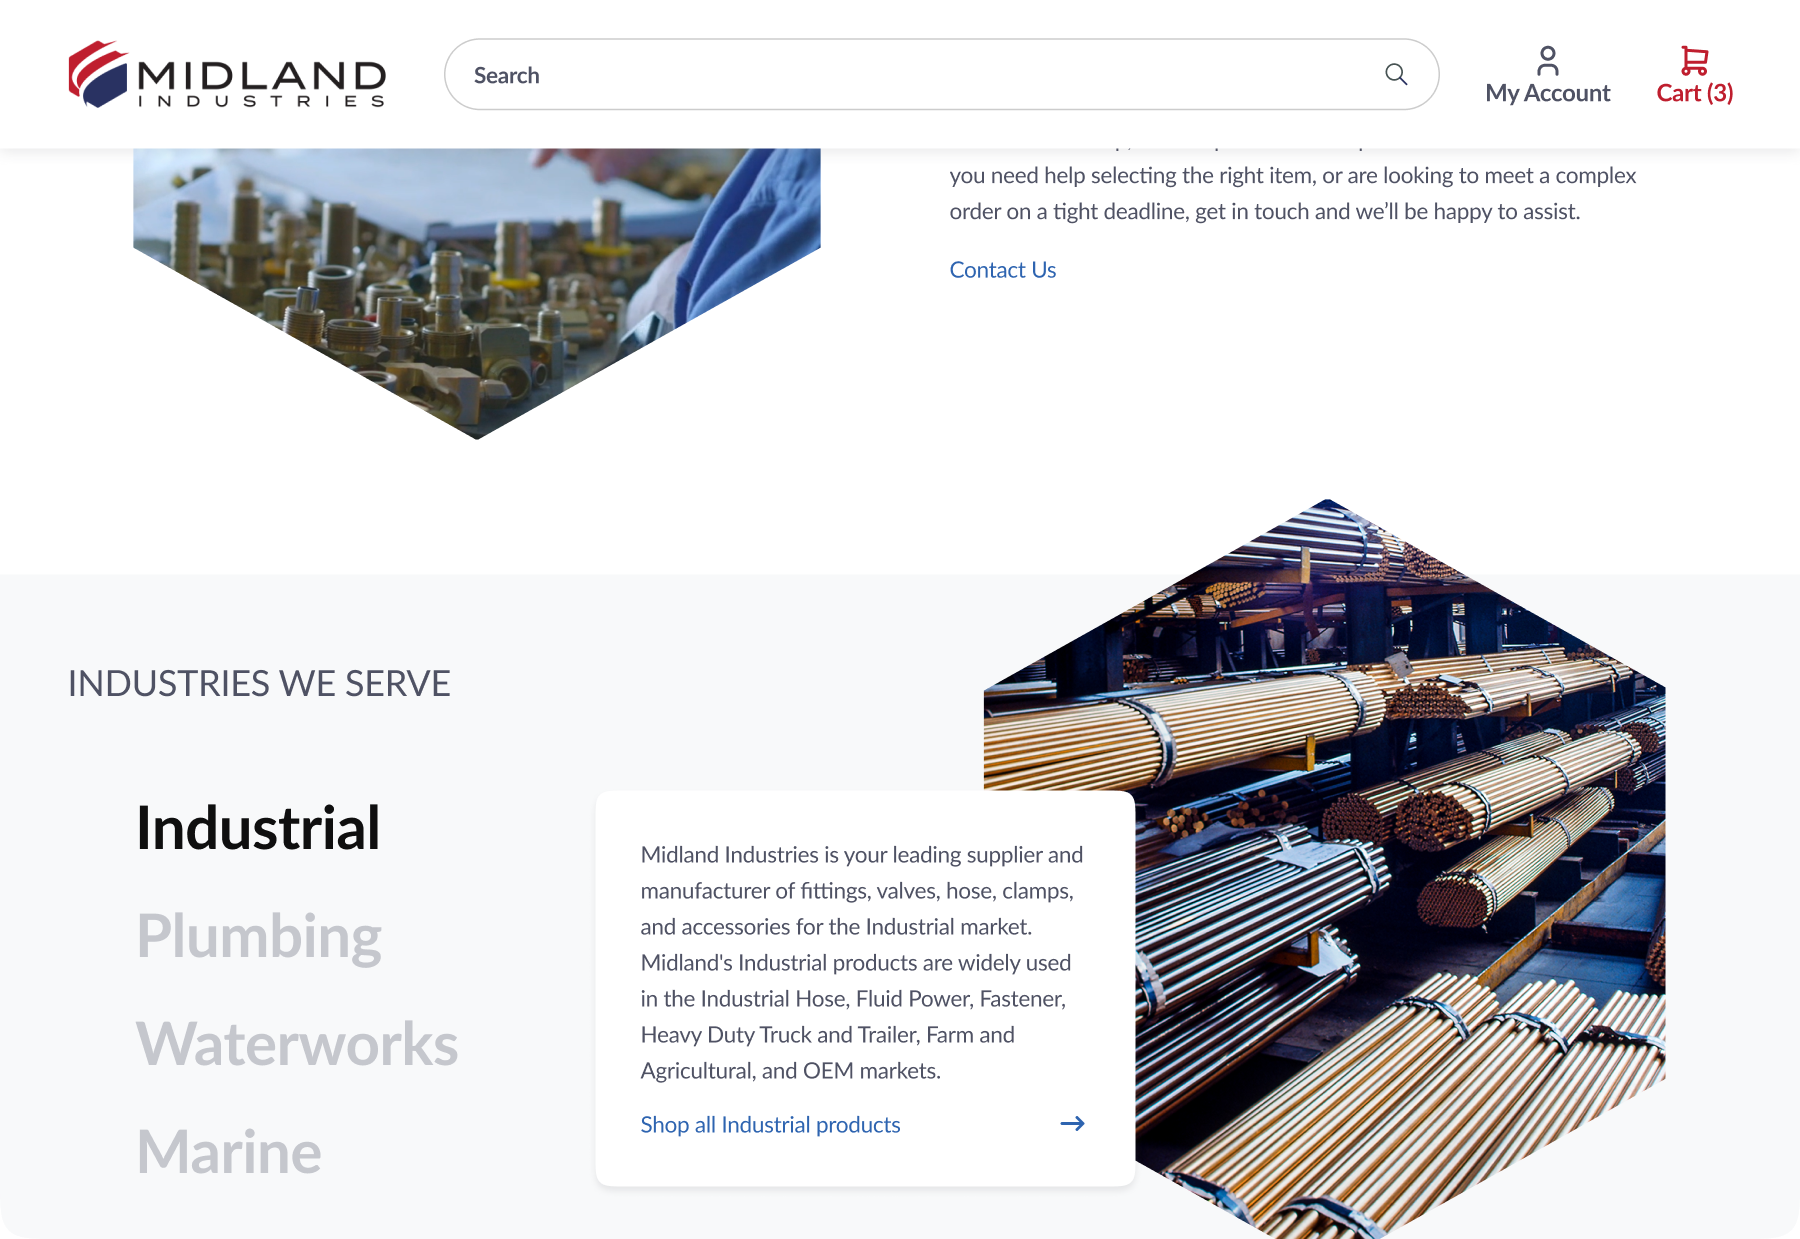 MIDLAND
INDUSTRIES
Search
My Account
Cart (3)
you need help selecting the right item, or are looking to meet a complex
order on a tight deadline, get in touch and we’ll be happy to assist.
Contact Us
INDUSTRIES WE SERVE
Industrial
Plumbing
Waterworks
Marine
Midland Industries is your leading supplier and
manufacturer of fittings, valves, hose, clamps,
and accessories for the Industrial market.
Midland's Industrial products are widely used
in the Industrial Hose, Fluid Power, Fastener,
Heavy Duty Truck and Trailer, Farm and
Agricultural, and OEM markets.
Shop all Industrial products